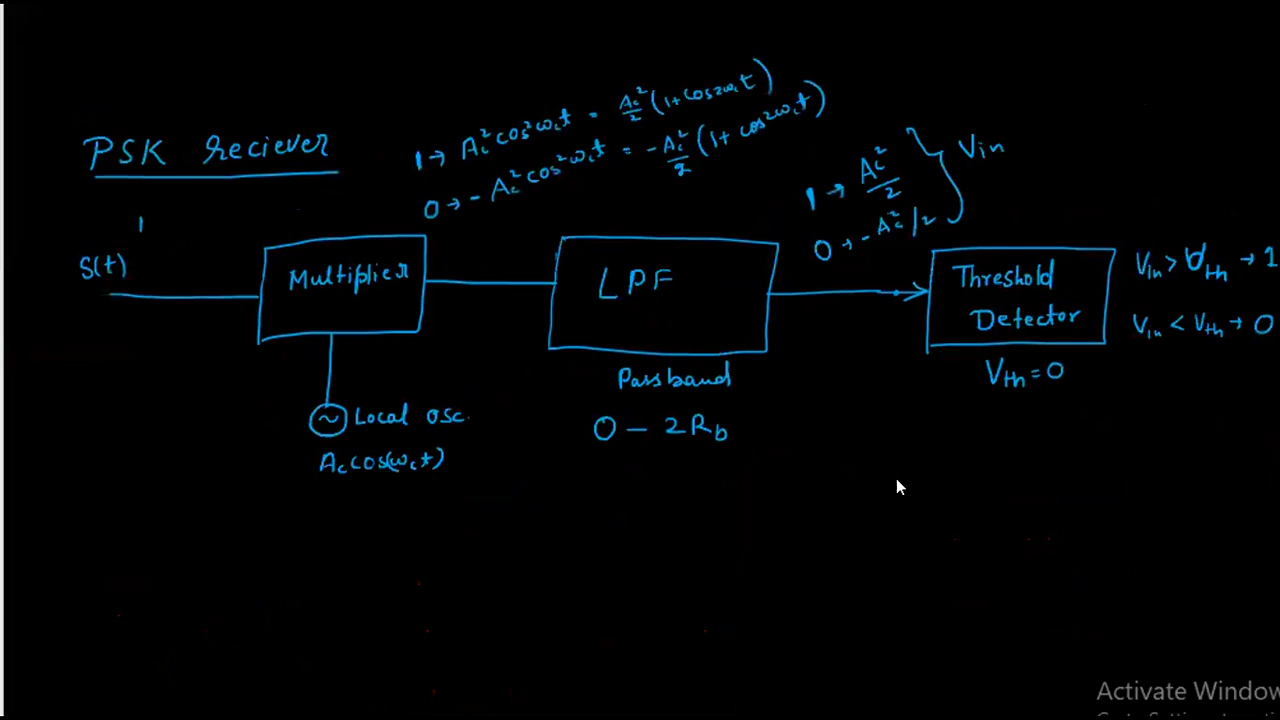 PSK reciever
1 → Ac² cos² ωct = Ac²/2 (1 + cos2ωct)
0 → - Ac² cos² ωct = - Ac²/2 (1 + cos2ωct)
1 → Ac²/2
0 → - Ac²/2
Vin
1
S(t)
Multiplier
LPF
Threshold
Detector
Vin > Vth → 1
Vin < Vth → 0
Vth = 0
Passband
0 — 2Rb
Local osc.
Ac cos(ωct)
Activate Window